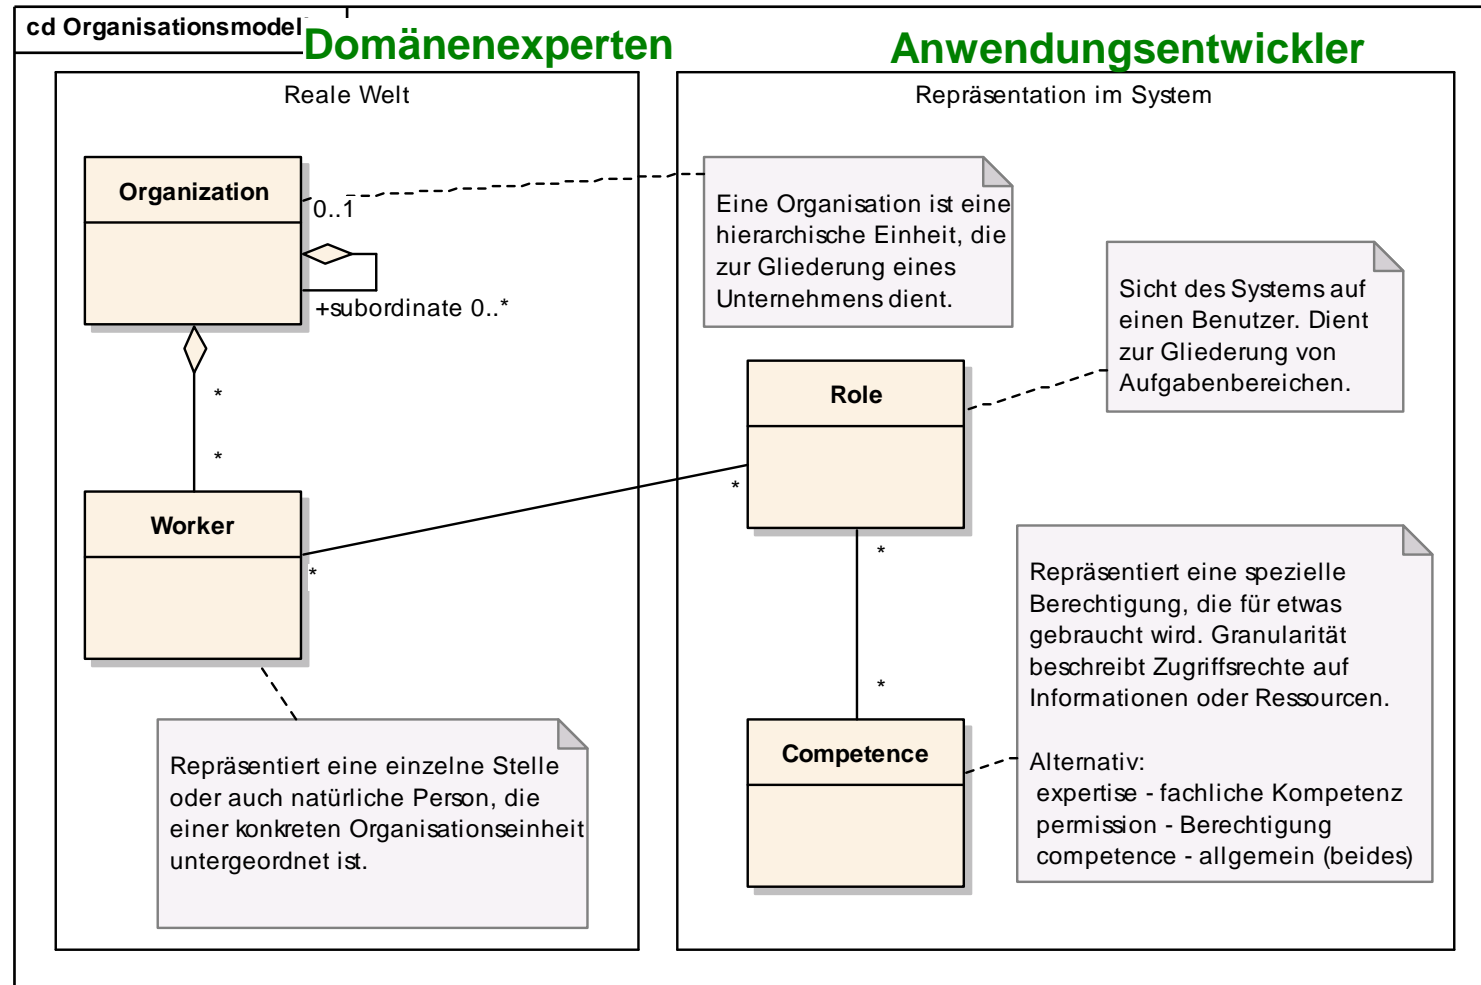 cd Organisationsmodel
Domänenexperten
Anwendungsentwickler
Reale Welt
Repräsentation im System
Organization
0..1
+subordinate 0..*
*
*
Worker
*
Repräsentiert eine einzelne Stelle
oder auch natürliche Person, die
einer konkreten Organisationseinheit
untergeordnet ist.
Eine Organisation ist eine
hierarchische Einheit, die
zur Gliederung eines
Unternehmens dient.
Sicht des Systems auf
einen Benutzer. Dient
zur Gliederung von
Aufgabenbereichen.
Role
*
*
*
Competence
Repräsentiert eine spezielle
Berechtigung, die für etwas
gebraucht wird. Granularität
beschreibt Zugriffsrechte auf
Informationen oder Ressourcen.
Alternativ:
expertise - fachliche Kompetenz
permission - Berechtigung
competence - allgemein (beides)